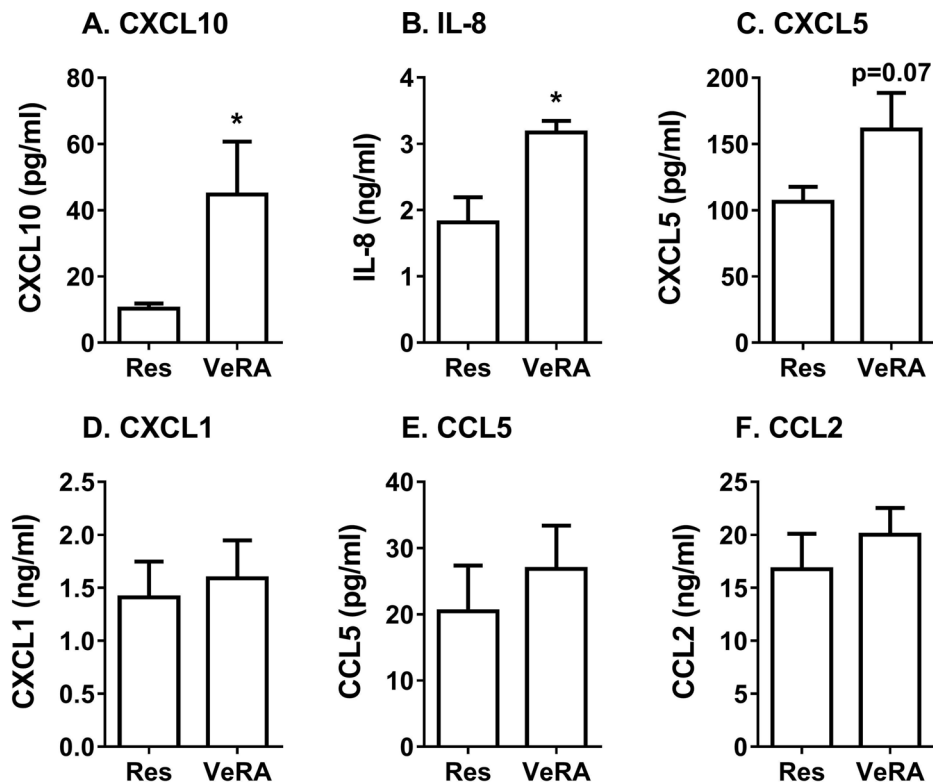 A. CXCL10
CXCL10 (pg/ml)
80
60
40
20
0
*
Res VeRA
B. IL-8
IL-8 (ng/ml)
4
3
2
1
0
*
Res VeRA
C. CXCL5
CXCL5 (pg/ml)
200
150
100
50
0
p=0.07
Res VeRA
D. CXCL1
CXCL1 (ng/ml)
2.5
2.0
1.5
1.0
0.5
0.0
Res VeRA
E. CCL5
CCL5 (pg/ml)
40
30
20
10
0
Res VeRA
F. CCL2
CCL2 (ng/ml)
25
20
15
10
5
0
Res VeRA